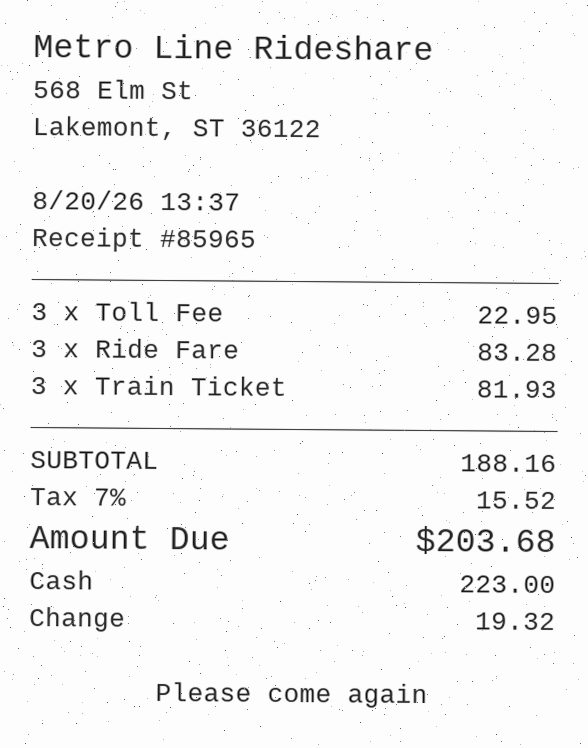 Metro Line Rideshare
568 Elm St
Lakemont, ST 36122
8/20/26 13:37
Receipt #85965
3 x Toll Fee 22.95
3 x Ride Fare 83.28
3 x Train Ticket 81.93
SUBTOTAL 188.16
Tax 7% 15.52
Amount Due $203.68
Cash 223.00
Change 19.32
Please come again